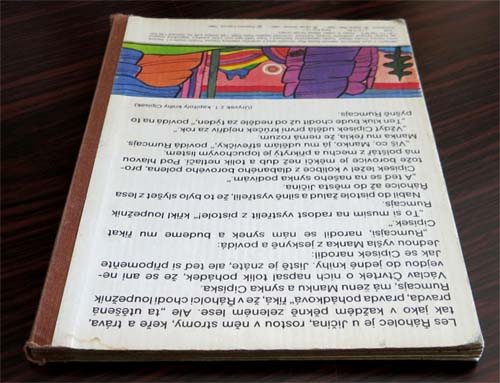 Les Řáholec je u Jičína, rostou v něm stromy, keře a tráva,
tak jako v každém pěkně zeleném lese. Ale „ta utěšená
pravda, pravda pohádková“ říká, že v Řáholci chodí loupežník
Rumcajs, má ženu Manku a synka Cipíska.
Václav Čtvrtek o nich napsal tolik pohádek, že se ani ne-
vejdou do jedné knihy. Jistě je znáte, ale teď si připomeňte
Jak se Cipísek narodil:
Jednou vyšla Manka z jeskyně a povídá:
„Rumcajsi, narodil se nám synek a budeme mu říkat
Cipísek.“
„Si to musím na radost vystřelit z pistole!“ křikl loupežník
Rumcajs.
Nabil do pistole žalud a silně vystřelil, že to bylo slyšet z lesa
Řáholce až do města Jičína.
„A teď se na našeho synka podívám.“
Cipísek ležel v kolíbce z dlabaného borového polena, pro-
tože borovice je měkčí než dub a tolik netlačí. Pod hlavou
má polštář z mechu a přikrytý je lopuchovým listem.
„Víš co, Manko, já mu udělám střevíčky,“ povídá Rumcajs.
Manka mu řekla, že nemá rozum.
„Vždyť Cipísek udělá první krůček nejdřív za rok.“
„Ten kluk bude chodit už od neděle za týden,“ povídá na to
pyšně Rumcajs.
(Úryvek z 1. kapitoly knihy Cipísek)